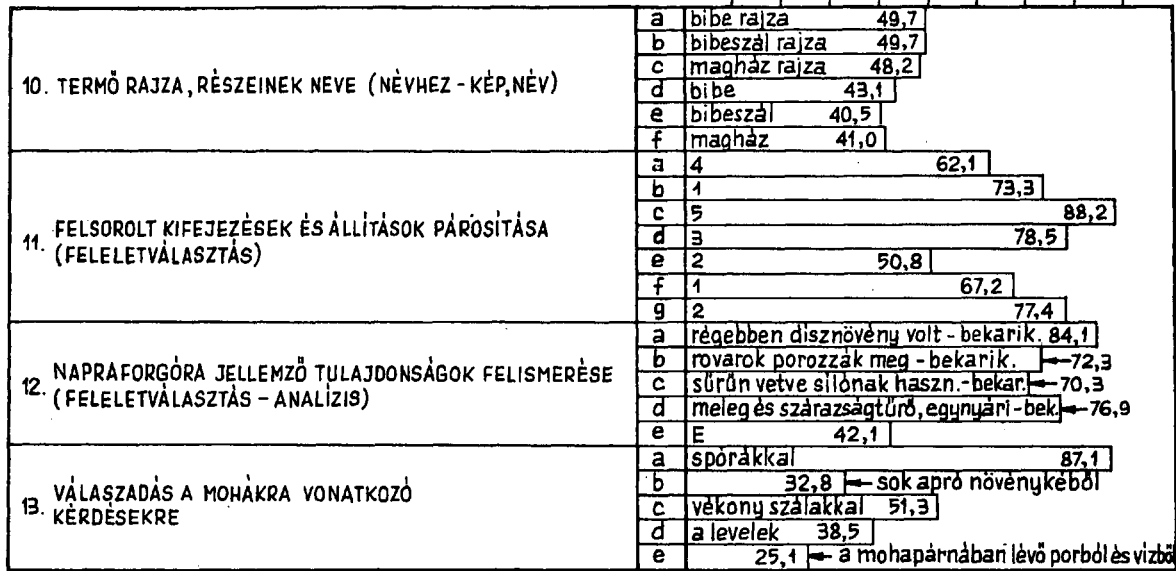 10. TERMŐ RAJZA, RÉSZEINEK NEVE (NÉVHEZ - KÉP, NÉV)
a bibe rajza 49,7
b bibeszál rajza 49,7
c magház rajza 48,2
d bibe 43,1
e bibeszál 40,5
f magház 41,0
11. FELSOROLT KIFEJEZÉSEK ÉS ÁLLÍTÁSOK PÁROSÍTÁSA
(FELELETVÁLASZTÁS)
a 4 62,1
b 1 73,3
c 5 88,2
d 3 78,5
e 2 50,8
f 1 67,2
g 2 77,4
12. NAPRAFORGÓRA JELLEMZŐ TULAJDONSÁGOK FELISMERÉSE
(FELELETVÁLASZTÁS - ANALÍZIS)
a régebben dísznövény volt - bekarik. 84,1
b rovarok porozzák meg - bekarik. ←72,3
c sűrűn vetve silónak haszn.-bekar. ←70,3
d meleg és szárazságtűrő, egynyári - bek. ←76,9
e E 42,1
13. VÁLASZADÁS A MOHÁKRA VONATKOZÓ
KÉRDÉSEKRE
a spórákkal 87,1
b 32,8 ← sok apró növénykéből
c vékony szálakkal 51,3
d a levelek 38,5
e 25,1 ← a mohapárnában lévő porból és vízbő